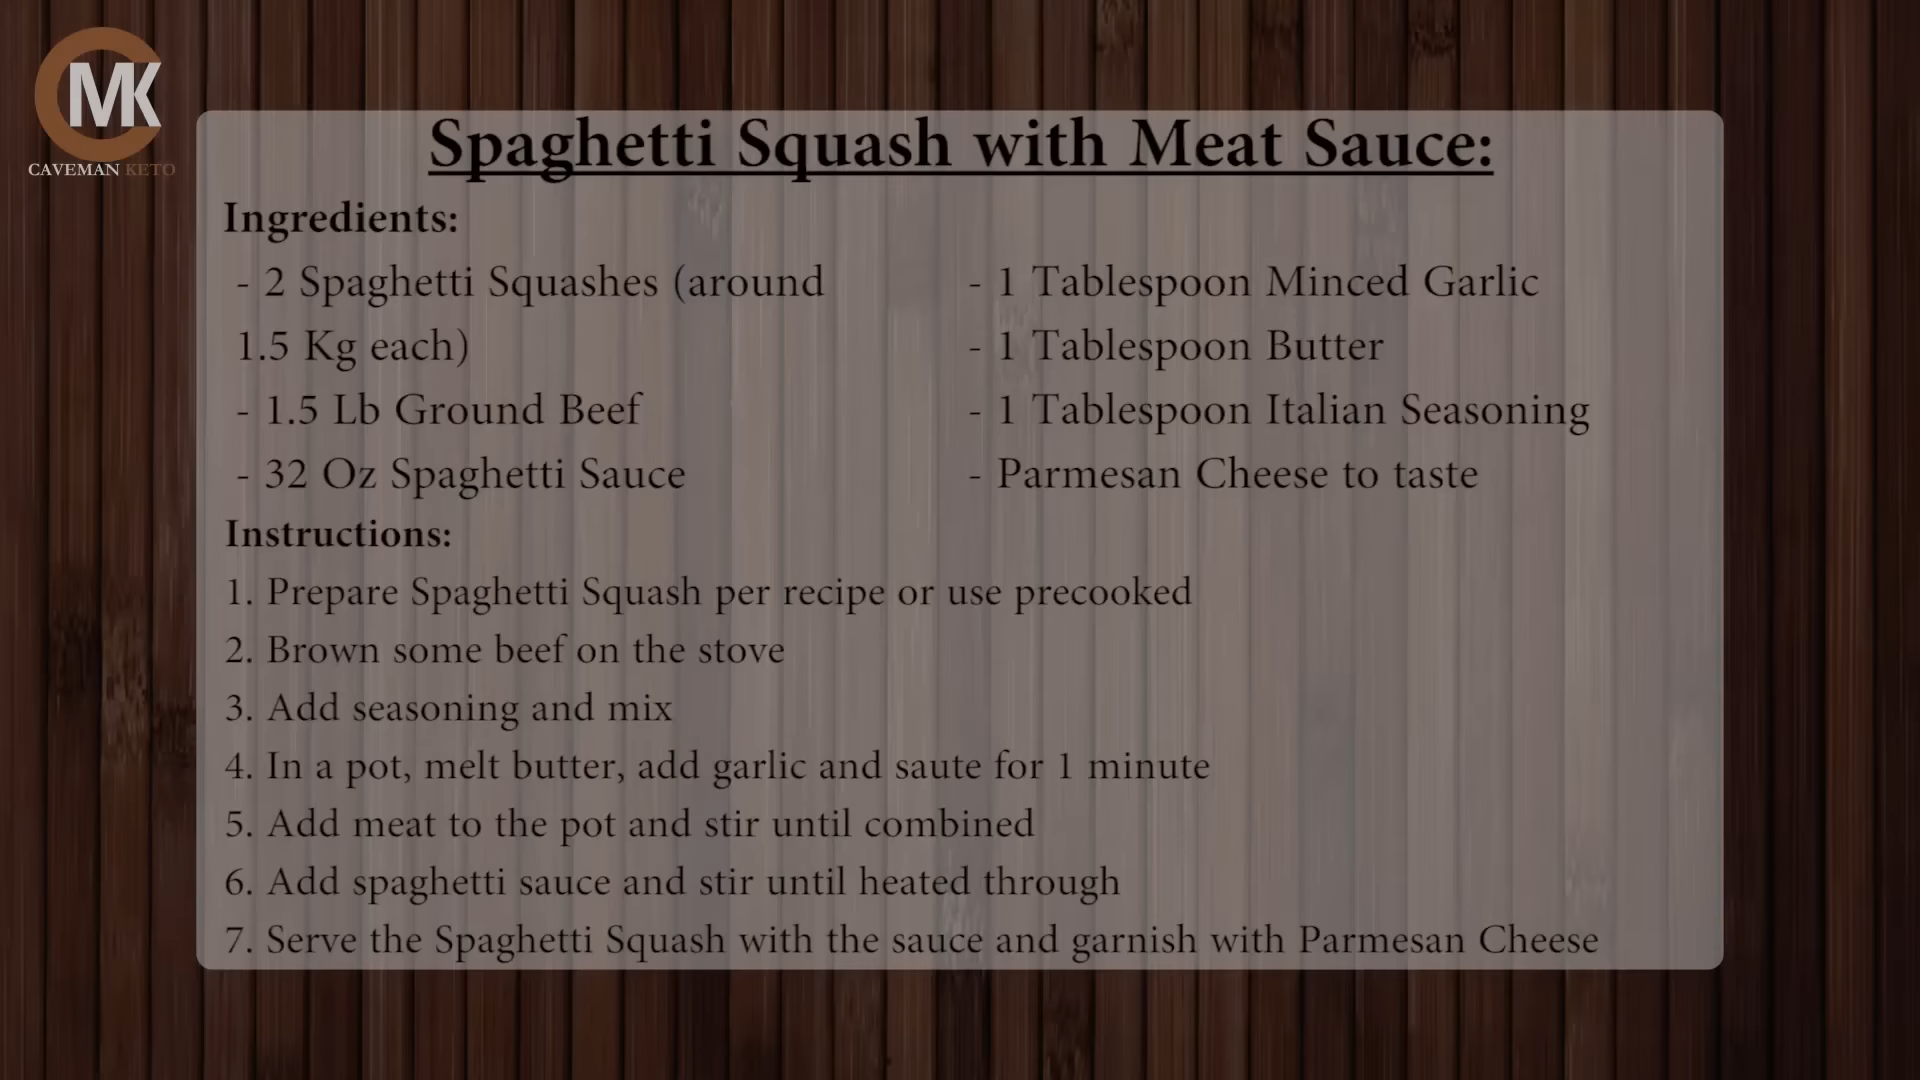 CMK
CAVEMAN KETO
Spaghetti Squash with Meat Sauce:
Ingredients:
- 2 Spaghetti Squashes (around
1.5 Kg each)
- 1.5 Lb Ground Beef
- 32 Oz Spaghetti Sauce
- 1 Tablespoon Minced Garlic
- 1 Tablespoon Butter
- 1 Tablespoon Italian Seasoning
- Parmesan Cheese to taste
Instructions:
1. Prepare Spaghetti Squash per recipe or use precooked
2. Brown some beef on the stove
3. Add seasoning and mix
4. In a pot, melt butter, add garlic and saute for 1 minute
5. Add meat to the pot and stir until combined
6. Add spaghetti sauce and stir until heated through
7. Serve the Spaghetti Squash with the sauce and garnish with Parmesan Cheese